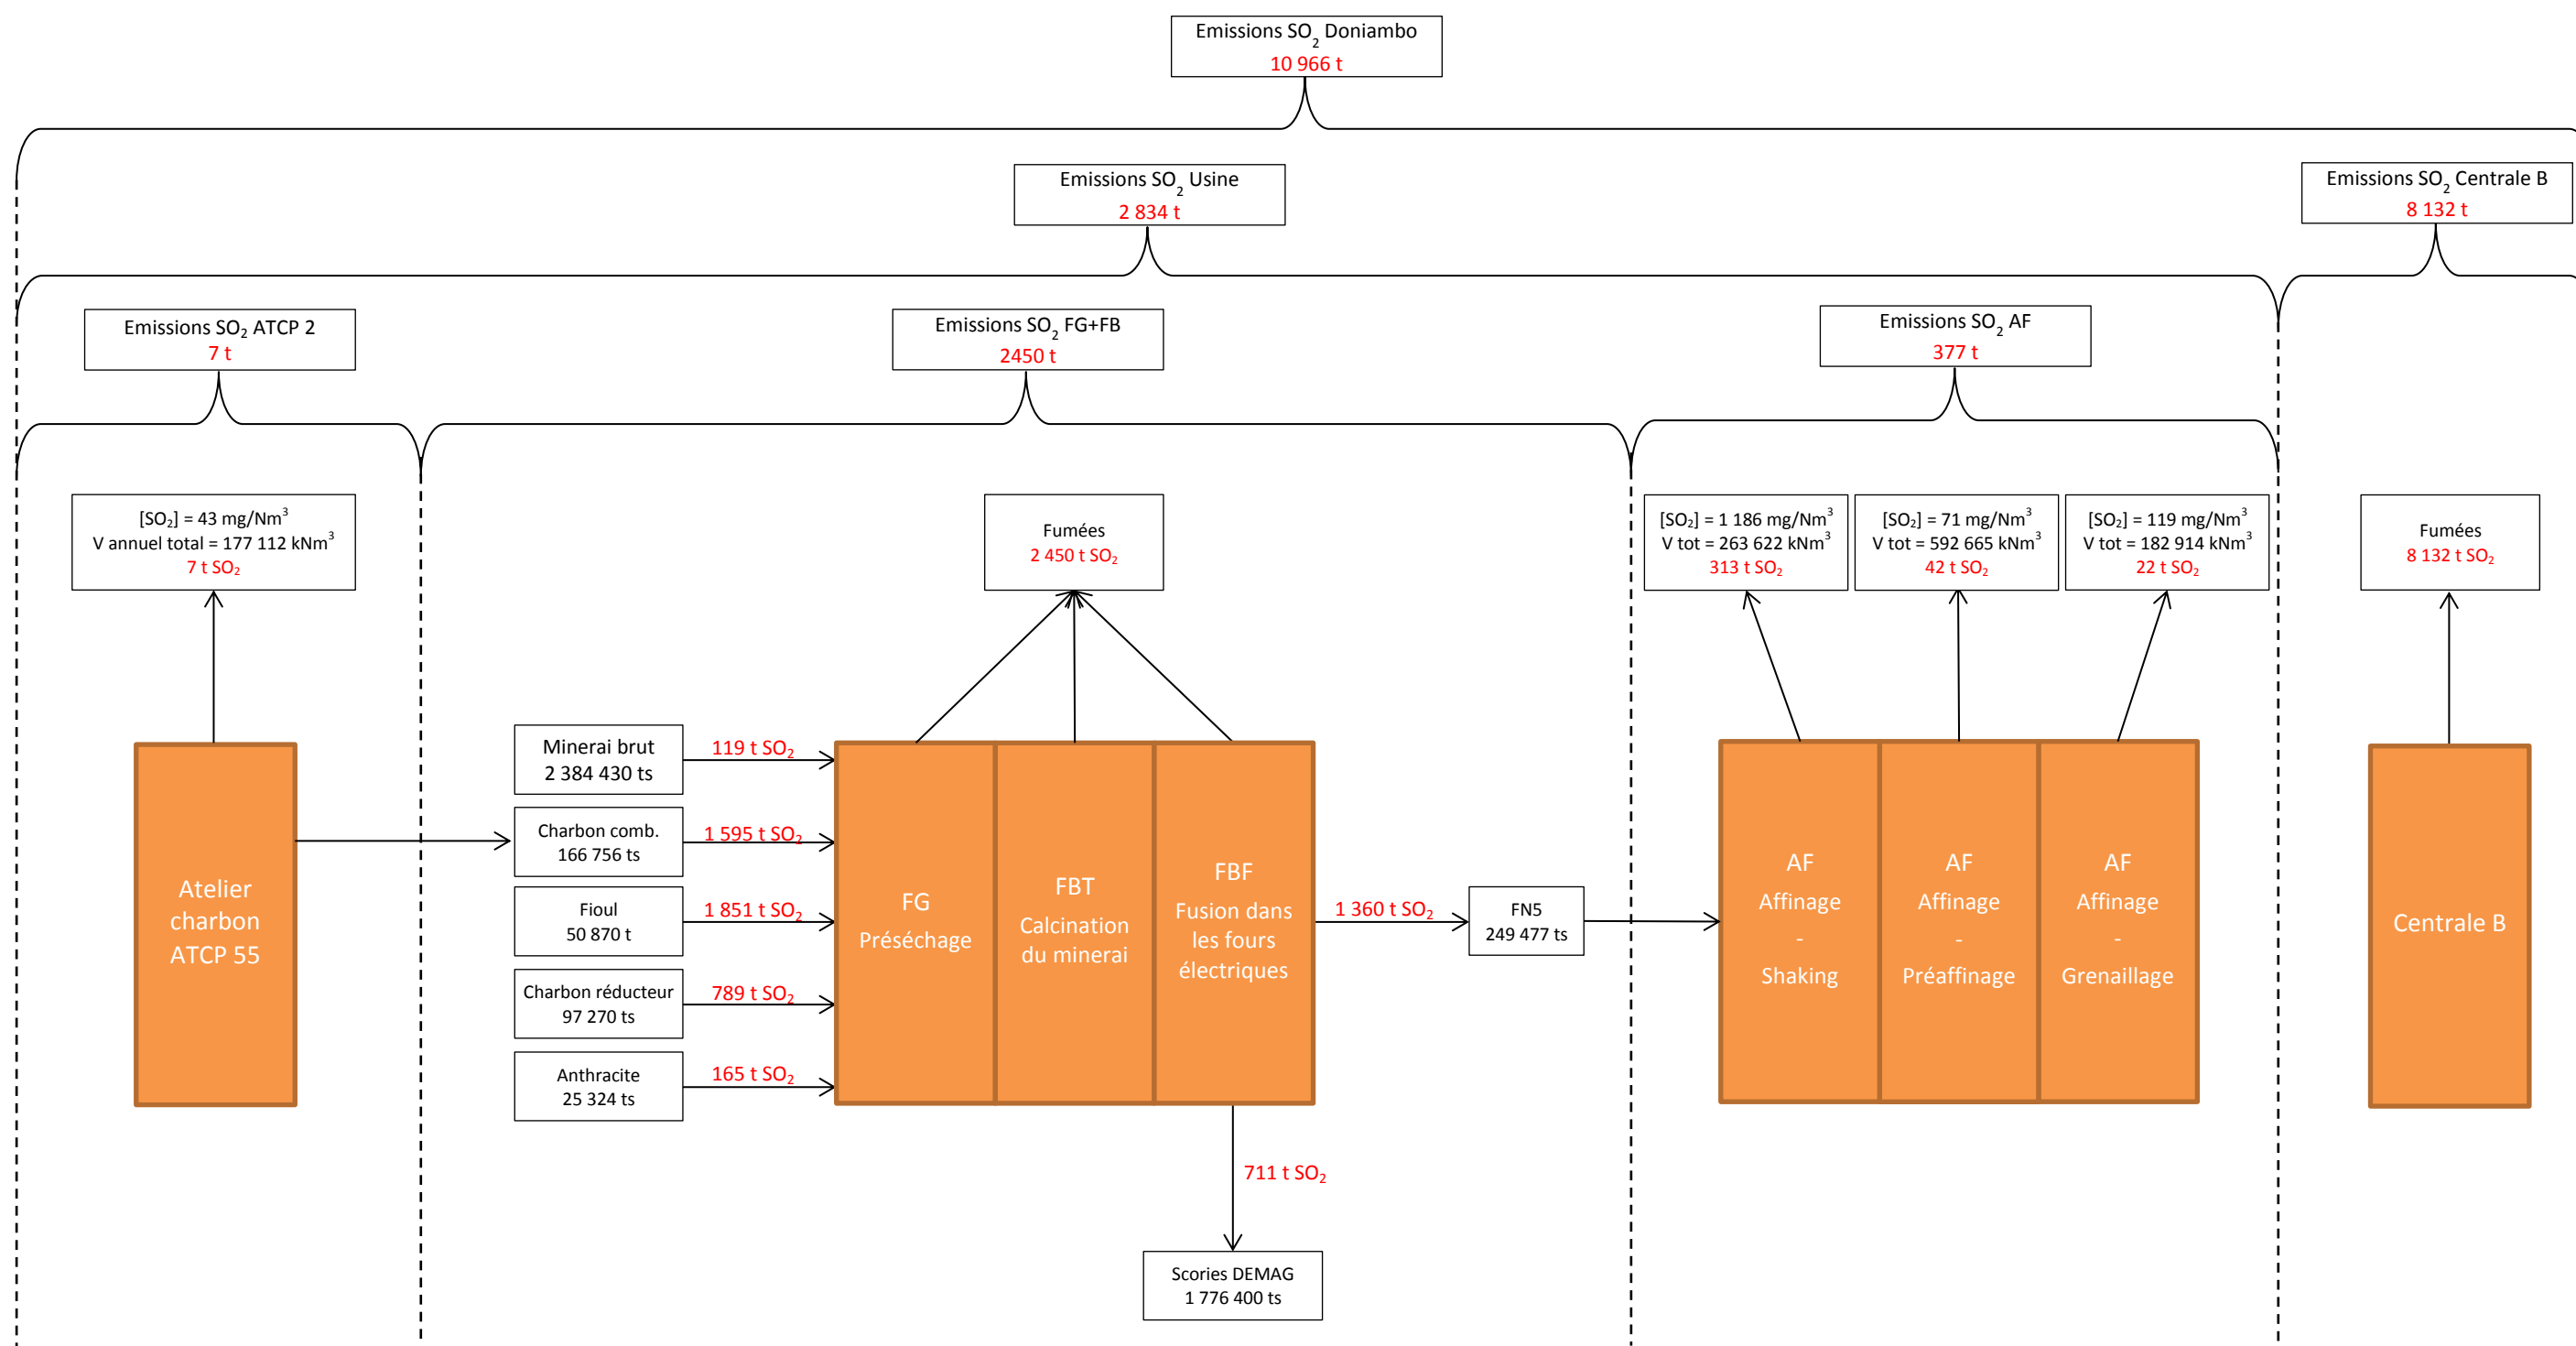 Emissions SO₂ Doniambo
10 966 t
Emissions SO₂ Usine
2 834 t
Emissions SO₂ Centrale B
8 132 t
Emissions SO₂ ATCP 2
7 t
Emissions SO₂ FG+FB
2450 t
Emissions SO₂ AF
377 t
[SO₂] = 43 mg/Nm³
V annuel total = 177 112 kNm³
7 t SO₂
Fumées
2 450 t SO₂
[SO₂] = 1 186 mg/Nm³
V tot = 263 622 kNm³
313 t SO₂
[SO₂] = 71 mg/Nm³
V tot = 592 665 kNm³
42 t SO₂
[SO₂] = 119 mg/Nm³
V tot = 182 914 kNm³
22 t SO₂
Fumées
8 132 t SO₂
Atelier
charbon
ATCP 55
Minerai brut
2 384 430 ts
119 t SO₂
Charbon comb.
166 756 ts
1 595 t SO₂
Fioul
50 870 t
1 851 t SO₂
Charbon réducteur
97 270 ts
789 t SO₂
Anthracite
25 324 ts
165 t SO₂
FG
Préséchage
FBT
Calcination
du minerai
FBF
Fusion dans
les fours
électriques
1 360 t SO₂
FN5
249 477 ts
711 t SO₂
Scories DEMAG
1 776 400 ts
AF
Affinage
-
Shaking
AF
Affinage
-
Préaffinage
AF
Affinage
-
Grenaillage
Centrale B